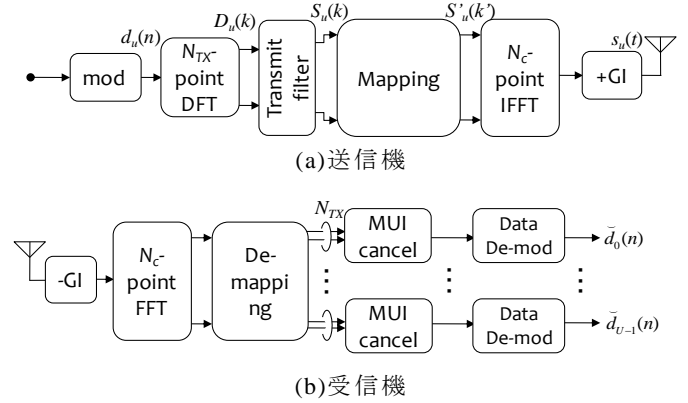 d_u(n)
D_u(k)
S_u(k)
S'_u(k')
s_u(t)
mod
N_TX-
point
DFT
Transmit
filter
Mapping
N_c-
point
IFFT
+GI
(a)送信機
N_TX
-GI
N_c-
point
FFT
De-
mappi
ng
MUI
cancel
Data
De-mod
d̆_0(n)
MUI
cancel
Data
De-mod
d̆_{U-1}(n)
(b)受信機